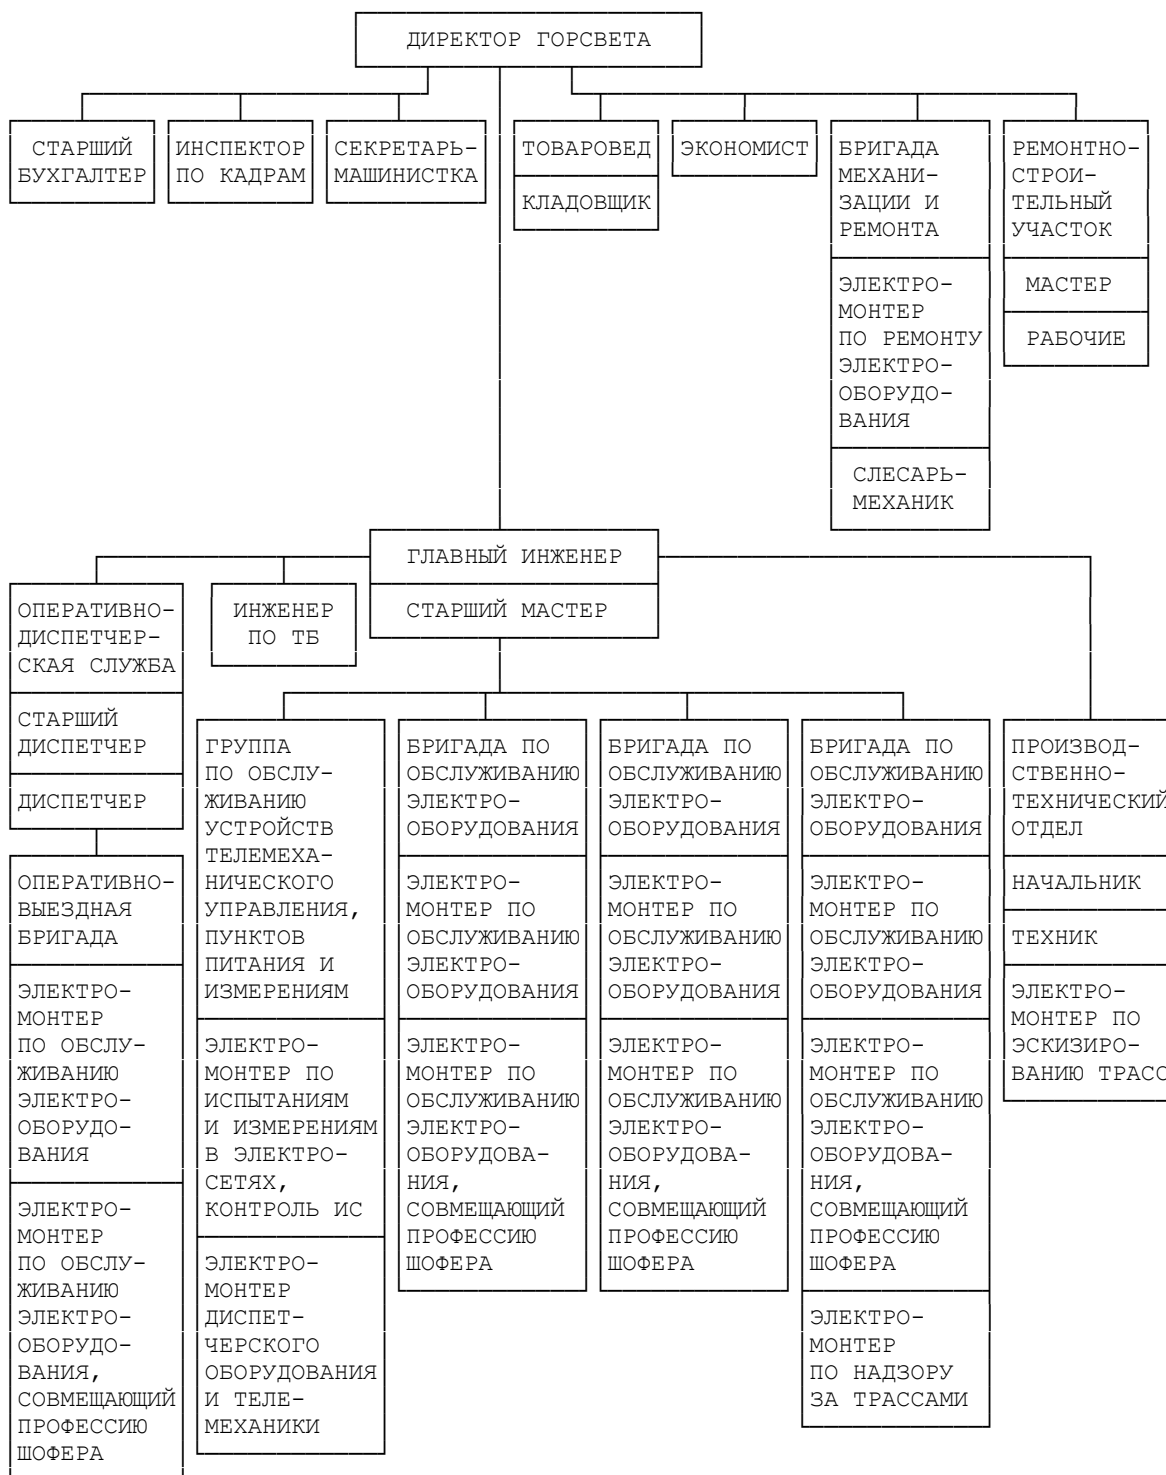 ДИРЕКТОР ГОРСВЕТА
СТАРШИЙ
БУХГАЛТЕР
ИНСПЕКТОР
ПО КАДРАМ
СЕКРЕТАРЬ-
МАШИНИСТКА
ТОВАРОВЕД
КЛАДОВЩИК
ЭКОНОМИСТ
БРИГАДА
МЕХАНИ-
ЗАЦИИ И
РЕМОНТА
ЭЛЕКТРО-
МОНТЕР
ПО РЕМОНТУ
ЭЛЕКТРО-
ОБОРУДО-
ВАНИЯ
СЛЕСАРЬ-
МЕХАНИК
РЕМОНТНО-
СТРОИ-
ТЕЛЬНЫЙ
УЧАСТОК
МАСТЕР
РАБОЧИЕ
ГЛАВНЫЙ ИНЖЕНЕР
СТАРШИЙ МАСТЕР
ОПЕРАТИВНО-
ДИСПЕТЧЕР-
СКАЯ СЛУЖБА
СТАРШИЙ
ДИСПЕТЧЕР
ДИСПЕТЧЕР
ОПЕРАТИВНО-
ВЫЕЗДНАЯ
БРИГАДА
ЭЛЕКТРО-
МОНТЕР
ПО ОБСЛУ-
ЖИВАНИЮ
ЭЛЕКТРО-
ОБОРУДО-
ВАНИЯ
ЭЛЕКТРО-
МОНТЕР
ПО ОБСЛУ-
ЖИВАНИЮ
ЭЛЕКТРО-
ОБОРУДО-
ВАНИЯ,
СОВМЕЩАЮЩИЙ
ПРОФЕССИЮ
ШОФЕРА
ИНЖЕНЕР
ПО ТБ
ГРУППА
ПО ОБСЛУ-
ЖИВАНИЮ
УСТРОЙСТВ
ТЕЛЕМЕХА-
НИЧЕСКОГО
УПРАВЛЕНИЯ,
ПУНКТОВ
ПИТАНИЯ И
ИЗМЕРЕНИЯМ
ЭЛЕКТРО-
МОНТЕР ПО
ИСПЫТАНИЯМ
И ИЗМЕРЕНИЯМ
В ЭЛЕКТРО-
СЕТЯХ,
КОНТРОЛЬ ИС
ЭЛЕКТРО-
МОНТЕР
ДИСПЕТ-
ЧЕРСКОГО
ОБОРУДОВАНИЯ
И ТЕЛЕ-
МЕХАНИКИ
БРИГАДА ПО
ОБСЛУЖИВАНИЮ
ЭЛЕКТРО-
ОБОРУДОВАНИЯ
ЭЛЕКТРО-
МОНТЕР ПО
ОБСЛУЖИВАНИЮ
ЭЛЕКТРО-
ОБОРУДОВАНИЯ
ЭЛЕКТРО-
МОНТЕР ПО
ОБСЛУЖИВАНИЮ
ЭЛЕКТРО-
ОБОРУДОВА-
НИЯ,
СОВМЕЩАЮЩИЙ
ПРОФЕССИЮ
ШОФЕРА
БРИГАДА ПО
ОБСЛУЖИВАНИЮ
ЭЛЕКТРО-
ОБОРУДОВАНИЯ
ЭЛЕКТРО-
МОНТЕР ПО
ОБСЛУЖИВАНИЮ
ЭЛЕКТРО-
ОБОРУДОВАНИЯ
ЭЛЕКТРО-
МОНТЕР ПО
ОБСЛУЖИВАНИЮ
ЭЛЕКТРО-
ОБОРУДОВА-
НИЯ,
СОВМЕЩАЮЩИЙ
ПРОФЕССИЮ
ШОФЕРА
БРИГАДА ПО
ОБСЛУЖИВАНИЮ
ЭЛЕКТРО-
ОБОРУДОВАНИЯ
ЭЛЕКТРО-
МОНТЕР ПО
ОБСЛУЖИВАНИЮ
ЭЛЕКТРО-
ОБОРУДОВАНИЯ
ЭЛЕКТРО-
МОНТЕР ПО
ОБСЛУЖИВАНИЮ
ЭЛЕКТРО-
ОБОРУДОВА-
НИЯ,
СОВМЕЩАЮЩИЙ
ПРОФЕССИЮ
ШОФЕРА
ЭЛЕКТРО-
МОНТЕР
ПО НАДЗОРУ
ЗА ТРАССАМИ
ПРОИЗВОД-
СТВЕННО-
ТЕХНИЧЕСКИЙ
ОТДЕЛ
НАЧАЛЬНИК
ТЕХНИК
ЭЛЕКТРО-
МОНТЕР ПО
ЭСКИЗИРО-
ВАНИЮ ТРАСС